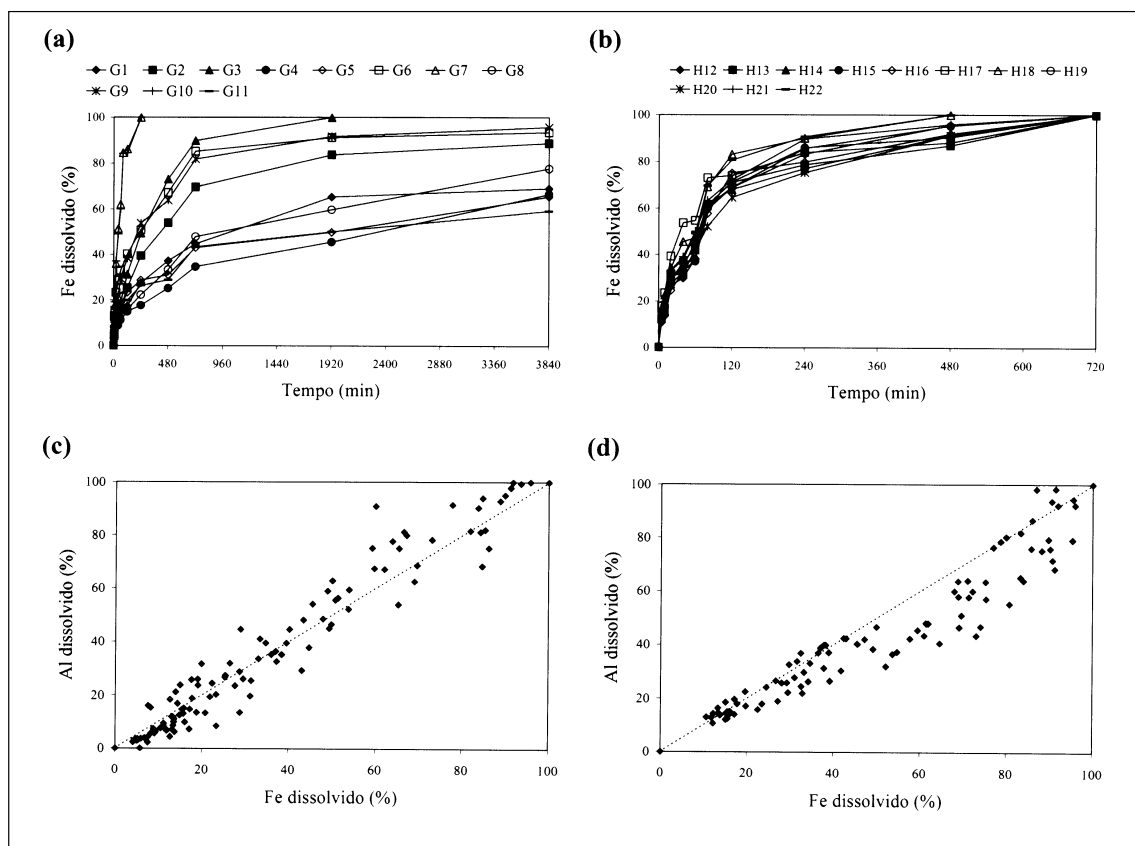 (a)
G1 G2 G3 G4 G5 G6 G7 G8
G9 G10 G11
100
80
60
40
20
0
Fe dissolvido (%)
0 480 960 1440 1920 2400 2880 3360 3840
Tempo (min)
(b)
H12 H13 H14 H15 H16 H17 H18 H19
H20 H21 H22
100
80
60
40
20
0
Fe dissolvido (%)
0 120 240 360 480 600 720
Tempo (min)
(c)
100
80
60
40
20
0
Al dissolvido (%)
0 20 40 60 80 100
Fe dissolvido (%)
(d)
100
80
60
40
20
0
Al dissolvido (%)
0 20 40 60 80 100
Fe dissolvido (%)